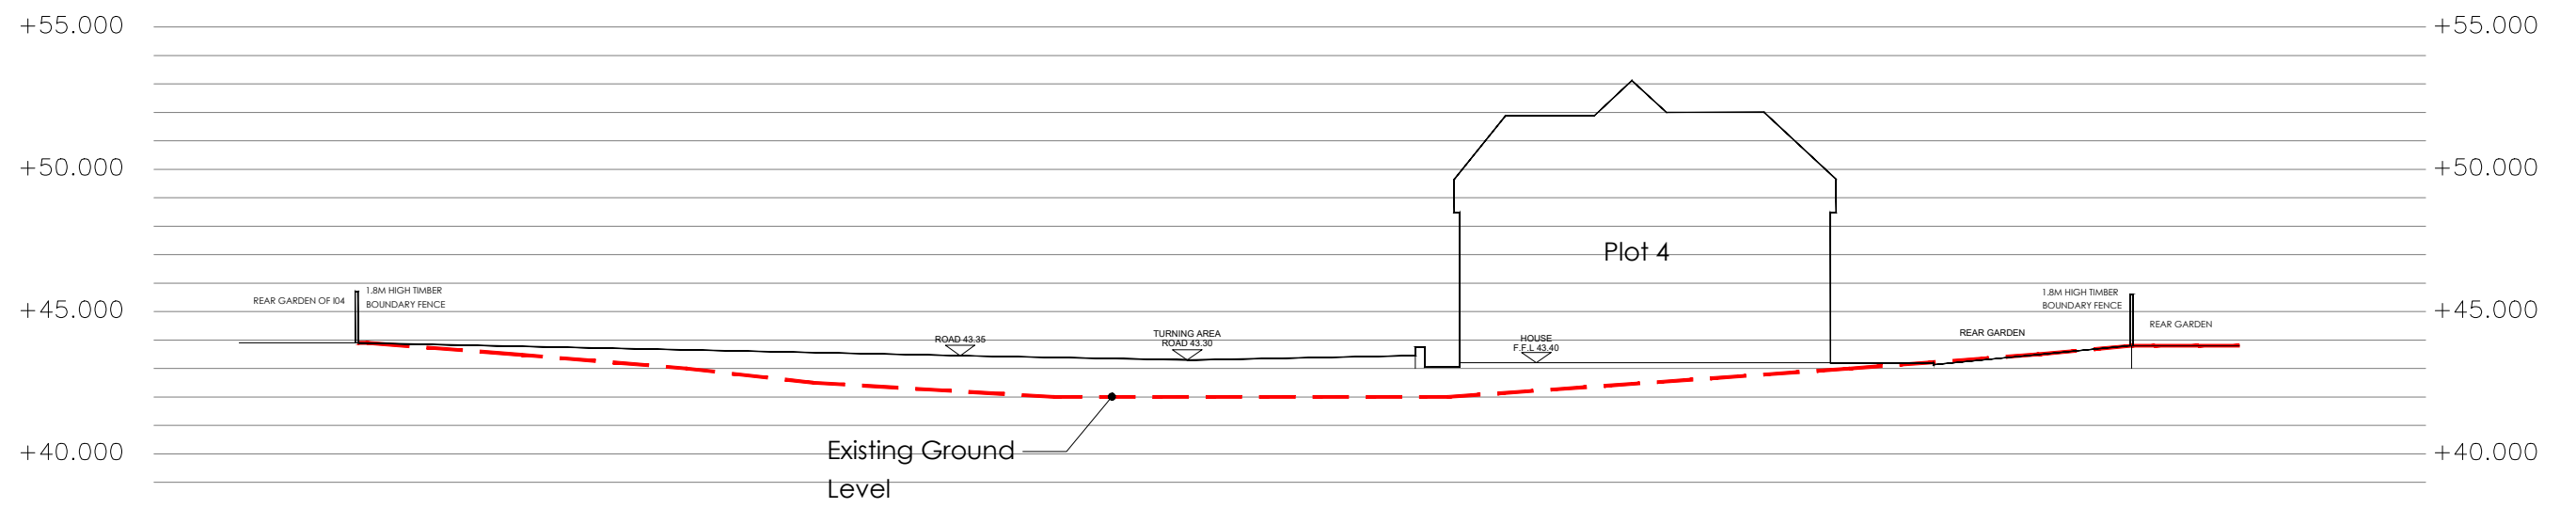 +55.000
+55.000
+50.000
+50.000
Plot 4
1.8M HIGH TIMBER
BOUNDARY FENCE
REAR GARDEN OF I04
1.8M HIGH TIMBER
BOUNDARY FENCE
+45.000
+45.000
REAR GARDEN
REAR GARDEN
ROAD 43.35
TURNING AREA
ROAD 43.30
HOUSE
F.F.L 43.40
+40.000
+40.000
Existing Ground
Level